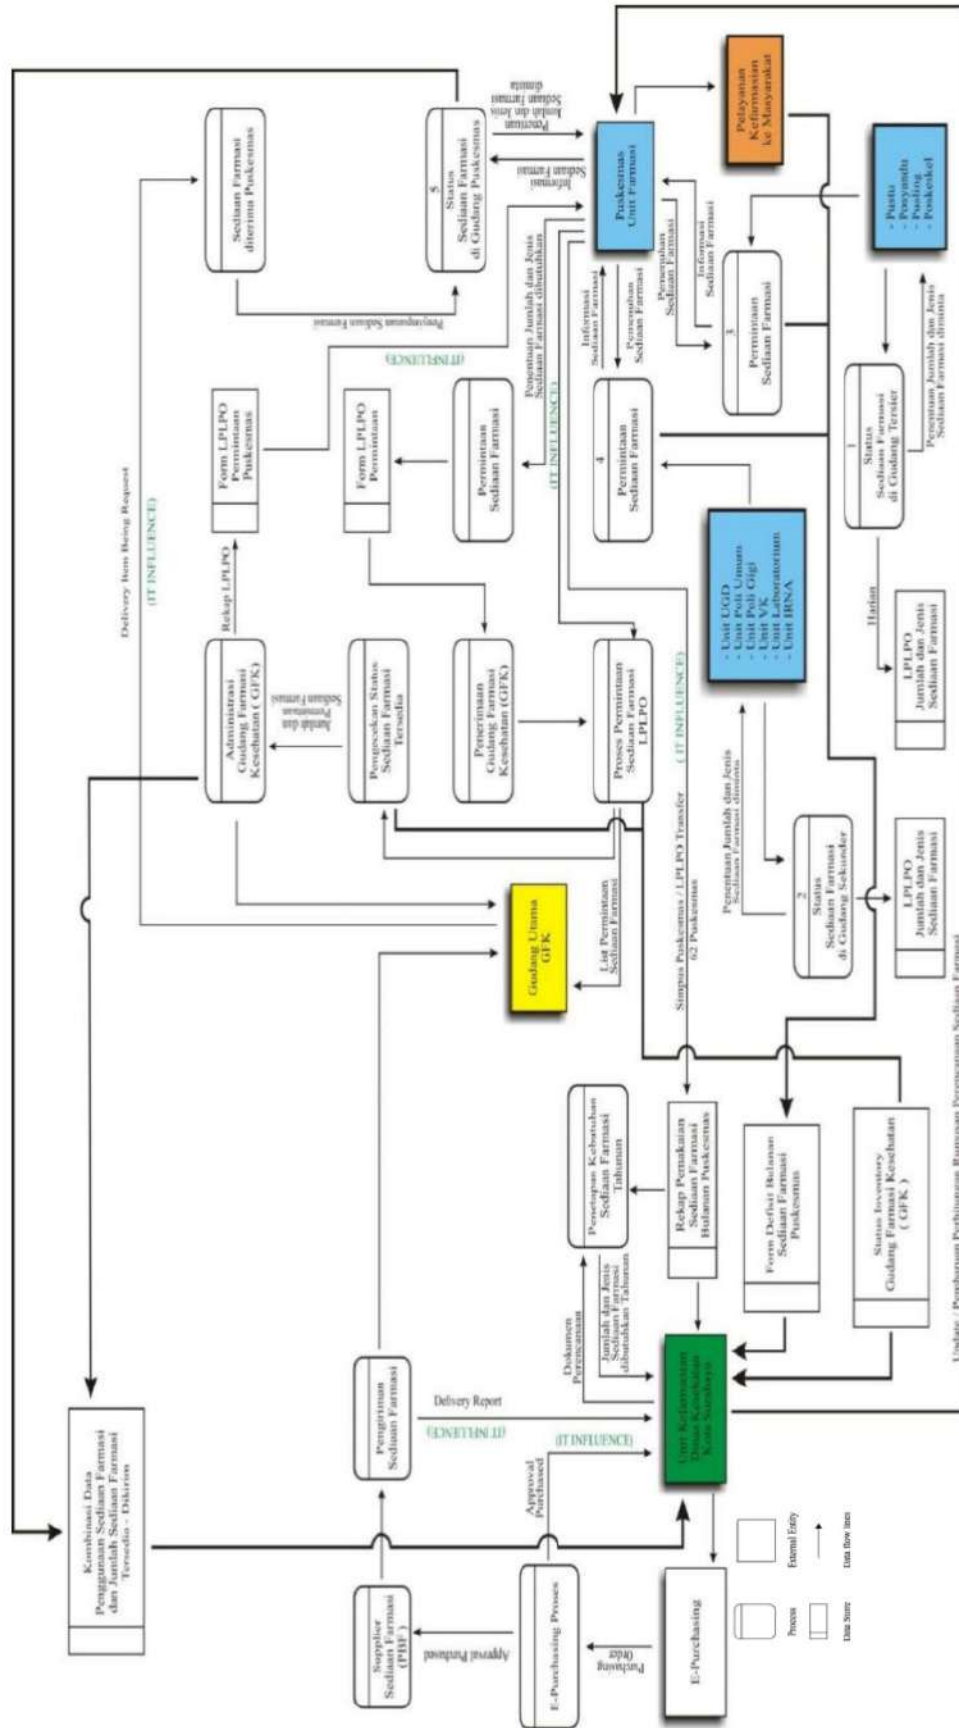 Kombinasi Data
Penggunaan Sediaan Farmasi
dan Jumlah Sediaan Farmasi
Tersedia - Dikirim
Supplier
Sediaan Farmasi
(PBF)
Approval Purchased
E-Purchasing Proses
Purchasing
Order
E-Purchasing
Process
External Entity
Data Store
Data flow lines
Pengiriman
Sediaan Farmasi
Delivery Report
(IT INFLUENCE)
Approval
Purchased
(IT INFLUENCE)
Unit Kefarmasian
Dinas Kesehatan
Kota Surabaya
Dokumen
Perencanaan
Jumlah dan Jenis
Sediaan Farmasi
dibutuhkan Tahunan
Penetapan Kebutuhan
Sediaan Farmasi
Tahunan
Rekap Pemakaian
Sediaan Farmasi
Bulanan Puskesmas
Form Defisit Bulanan
Sediaan Farmasi
Puskesmas
Status Inventory
Gudang Farmasi Kesehatan
( GFK )
Update / Pembaruan Perhitungan Rumusan Perencanaan Sediaan Farmasi
Gudang Utama
GFK
List Permintaan
Sediaan Farmasi
Simpus Puskesmas / LPLPO Transfer
62 Puskesmas
( IT INFLUENCE)
Administrasi
Gudang Farmasi
Kesehatan ( GFK)
Jumlah dan
Permintaan
Sediaan Farmasi
Pengecekan Status
Sediaan Farmasi
Tersedia
Penerimaan
Gudang Farmasi
Kesehatan (GFK)
Proses Permintaan
Sediaan Farmasi
LPLPO
Penentuan Jumlah dan Jenis
Sediaan Farmasi diminta
2
Status
Sediaan Farmasi
di Gudang Sekunder
LPLPO
Jumlah dan Jenis
Sediaan Farmasi
- Unit UGD
- Unit Poli Umum
- Unit Poli Gigi
- Unit VK
- Unit Laboratorium
- Unit IRNA
Harian
LPLPO
Jumlah dan Jenis
Sediaan Farmasi
Delivery Item Being Request
(IT INFLUENCE)
Rekap LPLPO
Form LPLPO
Permintaan
Puskesmas
Form LPLPO
Permintaan
Permintaan
Sediaan Farmasi
4
Permintaan
Sediaan Farmasi
(IT INFLUENCE)
(IT INFLUENCE)
Penentuan Jumlah dan Jenis
Sediaan Farmasi dibutuhkan
Informasi
Sediaan Farmasi
Pemenuhan
Sediaan Farmasi
Pemenuhan
Sediaan Farmasi
Informasi
Sediaan Farmasi
3
Permintaan
Sediaan Farmasi
1
Status
Sediaan Farmasi
di Gudang Tersier
Penentuan Jumlah dan Jenis
Sediaan Farmasi diminta
Sediaan Farmasi
diterima Puskesmas
Penyimpanan Sediaan Farmasi
5
Status
Sediaan Farmasi
di Gudang Puskesmas
Penentuan
Jumlah dan Jenis
Sediaan Farmasi
diminta
Informasi
Sediaan Farmasi
Puskesmas
Unit Farmasi
Pelayanan
Kefarmasian
ke Masyarakat
- Pustu
- Posyandu
- Pusling
- Poskeskel